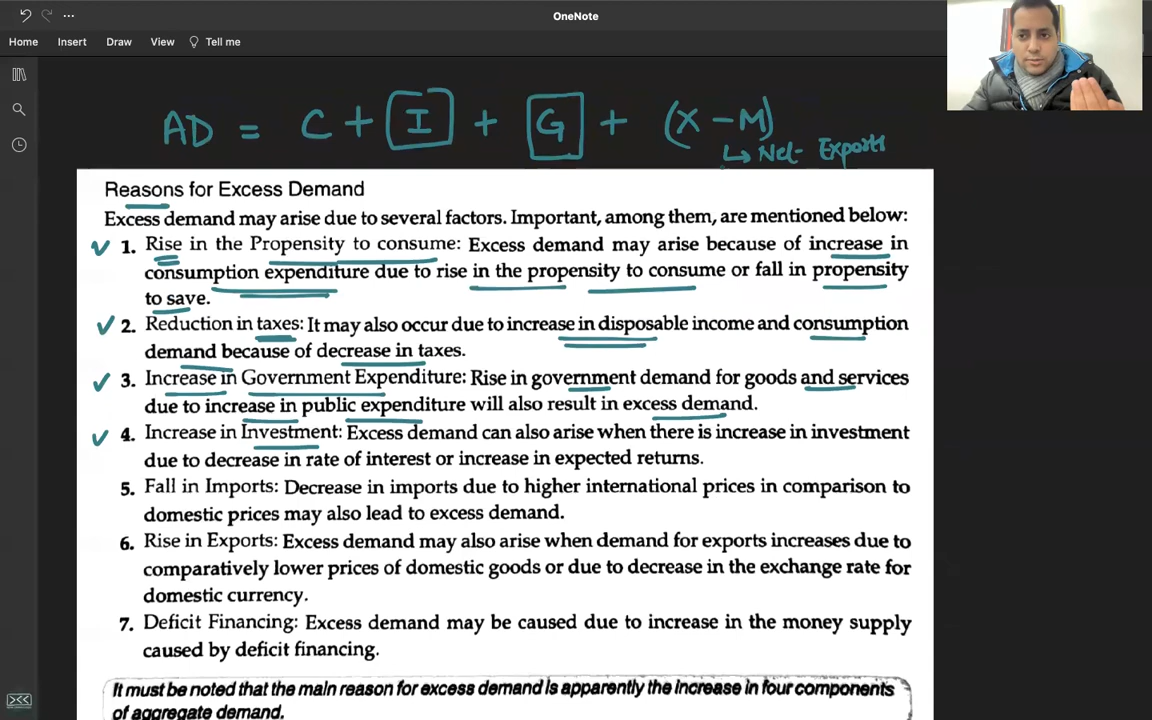 OneNote
Home Insert Draw View Tell me
AD = C + I + G + (X - M)
↳ Net- Exports
Reasons for Excess Demand
Excess demand may arise due to several factors. Important, among them, are mentioned below:
1. Rise in the Propensity to consume: Excess demand may arise because of increase in
consumption expenditure due to rise in the propensity to consume or fall in propensity
to save.
2. Reduction in taxes: It may also occur due to increase in disposable income and consumption
demand because of decrease in taxes.
3. Increase in Government Expenditure: Rise in government demand for goods and services
due to increase in public expenditure will also result in excess demand.
4. Increase in Investment: Excess demand can also arise when there is increase in investment
due to decrease in rate of interest or increase in expected returns.
5. Fall in Imports: Decrease in imports due to higher international prices in comparison to
domestic prices may also lead to excess demand.
6. Rise in Exports: Excess demand may also arise when demand for exports increases due to
comparatively lower prices of domestic goods or due to decrease in the exchange rate for
domestic currency.
7. Deficit Financing: Excess demand may be caused due to increase in the money supply
caused by deficit financing.
It must be noted that the main reason for excess demand is apparently the increase in four components
of aggregate demand.